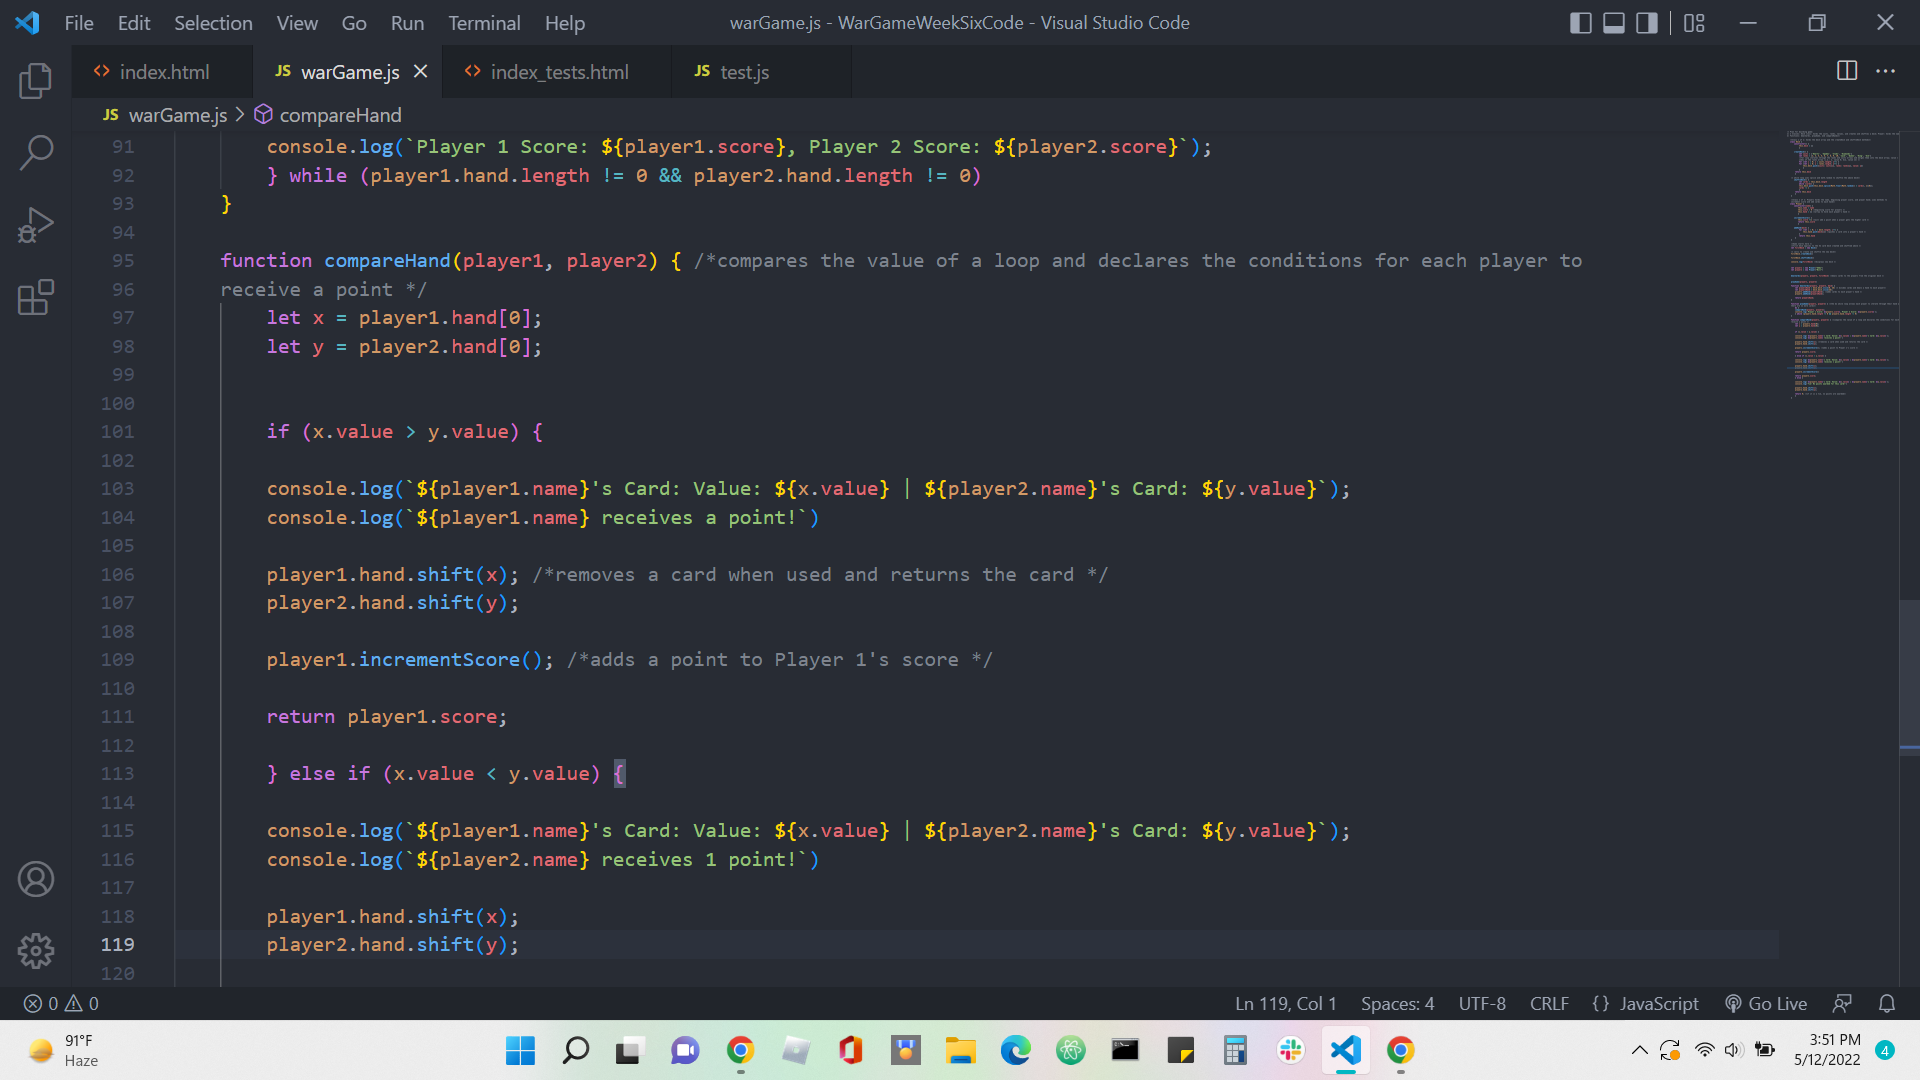 File Edit Selection View Go Run Terminal Help warGame.js - WarGameWeekSixCode - Visual Studio Code
index.html JS warGame.js index_tests.html JS test.js
JS warGame.js > compareHand
91 console.log(`Player 1 Score: ${player1.score}, Player 2 Score: ${player2.score}`);
92 } while (player1.hand.length != 0 && player2.hand.length != 0)
93 }
94
95 function compareHand(player1, player2) { /*compares the value of a loop and declares the conditions for each player to
96 receive a point */
97 let x = player1.hand[0];
98 let y = player2.hand[0];
99
100
101 if (x.value > y.value) {
102
103 console.log(`${player1.name}'s Card: Value: ${x.value} | ${player2.name}'s Card: ${y.value}`);
104 console.log(`${player1.name} receives a point!`)
105
106 player1.hand.shift(x); /*removes a card when used and returns the card */
107 player2.hand.shift(y);
108
109 player1.incrementScore(); /*adds a point to Player 1's score */
110
111 return player1.score;
112
113 } else if (x.value < y.value) {
114
115 console.log(`${player1.name}'s Card: Value: ${x.value} | ${player2.name}'s Card: ${y.value}`);
116 console.log(`${player2.name} receives 1 point!`)
117
118 player1.hand.shift(x);
119 player2.hand.shift(y);
120
0 0 Ln 119, Col 1 Spaces: 4 UTF-8 CRLF {} JavaScript Go Live
91°F
Haze
3:51 PM
5/12/2022
4